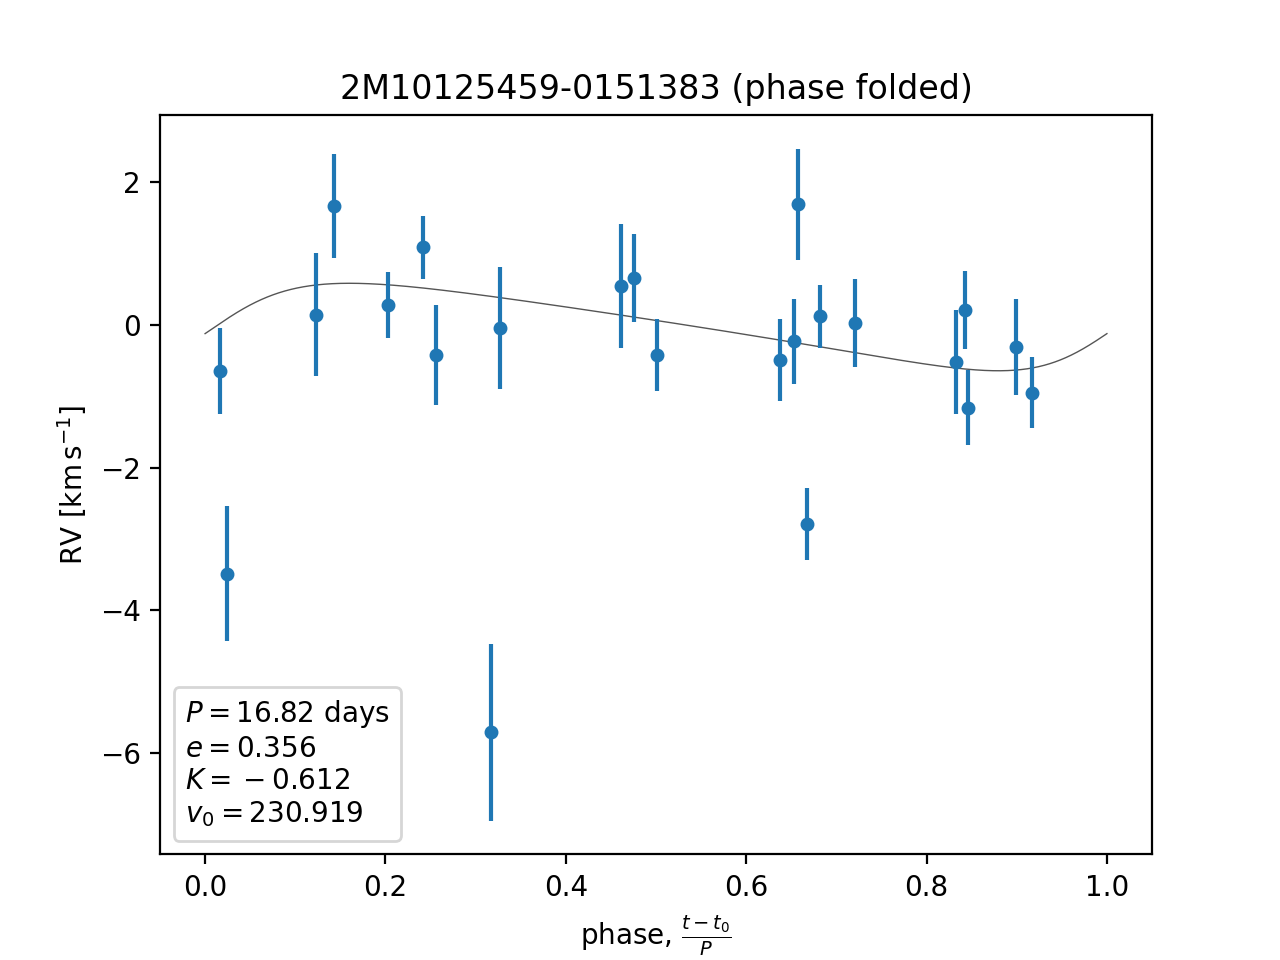 2M10125459-0151383 (phase folded)
2
0
−2
−4
−6
RV [km s⁻¹]
P = 16.82 days
e = 0.356
K = −0.612
v₀ = 230.919
0.0 0.2 0.4 0.6 0.8 1.0
phase, (t − t₀)/P